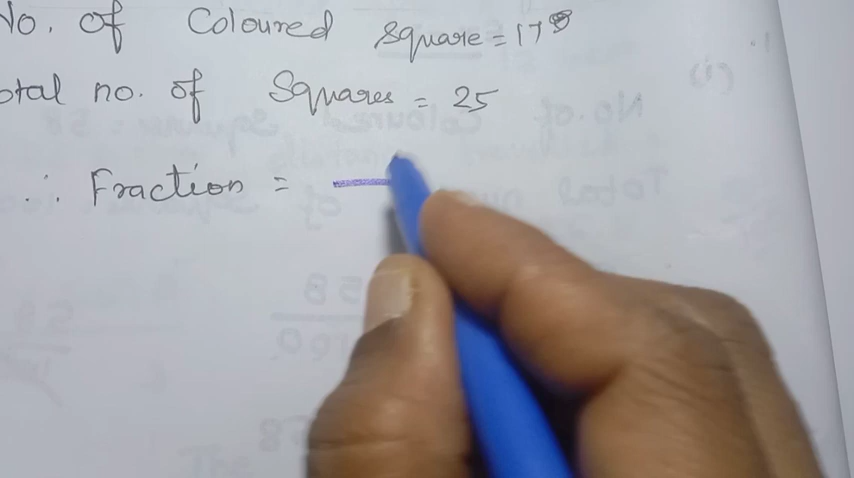 No. of Coloured square = 17
otal no. of Squares = 25
∴ Fraction =